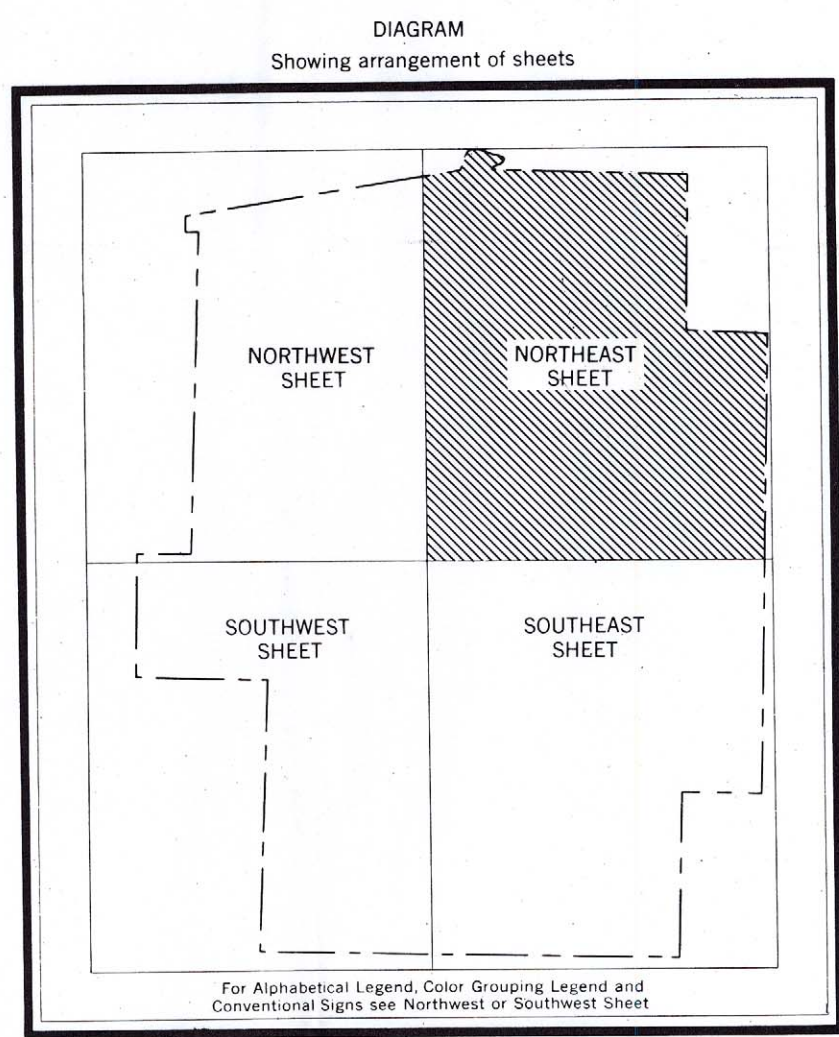 DIAGRAM
Showing arrangement of sheets
NORTHWEST
SHEET
NORTHEAST
SHEET
SOUTHWEST
SHEET
SOUTHEAST
SHEET
For Alphabetical Legend, Color Grouping Legend and
Conventional Signs see Northwest or Southwest Sheet